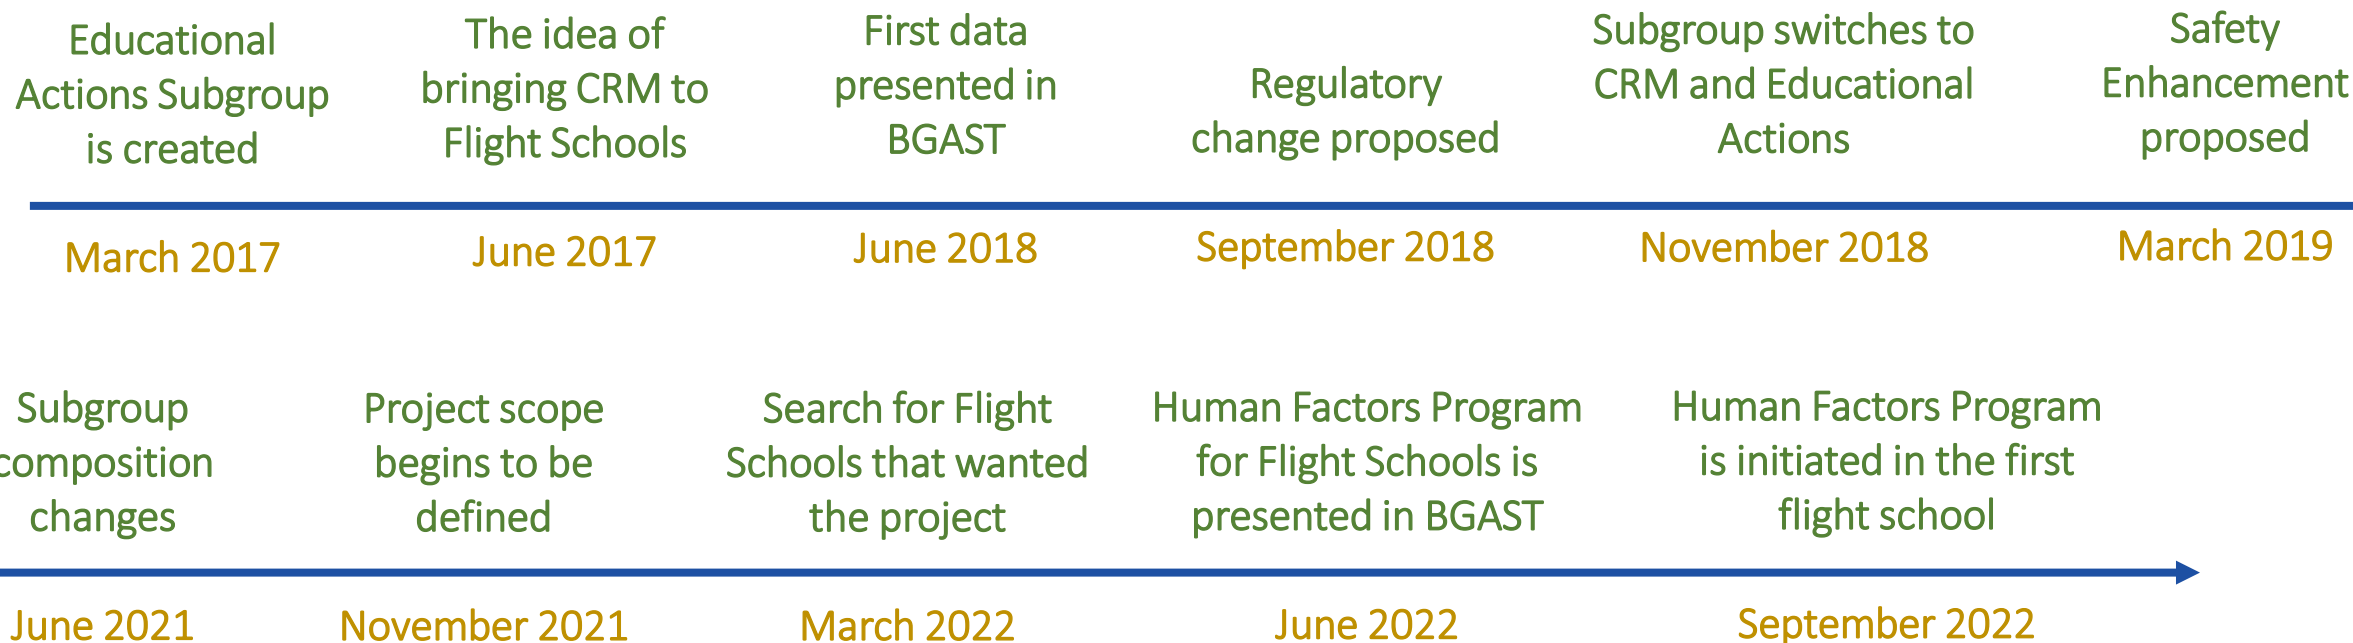 Educational
Actions Subgroup
is created
The idea of
bringing CRM to
Flight Schools
First data
presented in
BGAST
Regulatory
change proposed
Subgroup switches to
CRM and Educational
Actions
Safety
Enhancement
proposed
March 2017
June 2017
June 2018
September 2018
November 2018
March 2019
Subgroup
composition
changes
Project scope
begins to be
defined
Search for Flight
Schools that wanted
the project
Human Factors Program
for Flight Schools is
presented in BGAST
Human Factors Program
is initiated in the first
flight school
June 2021
November 2021
March 2022
June 2022
September 2022